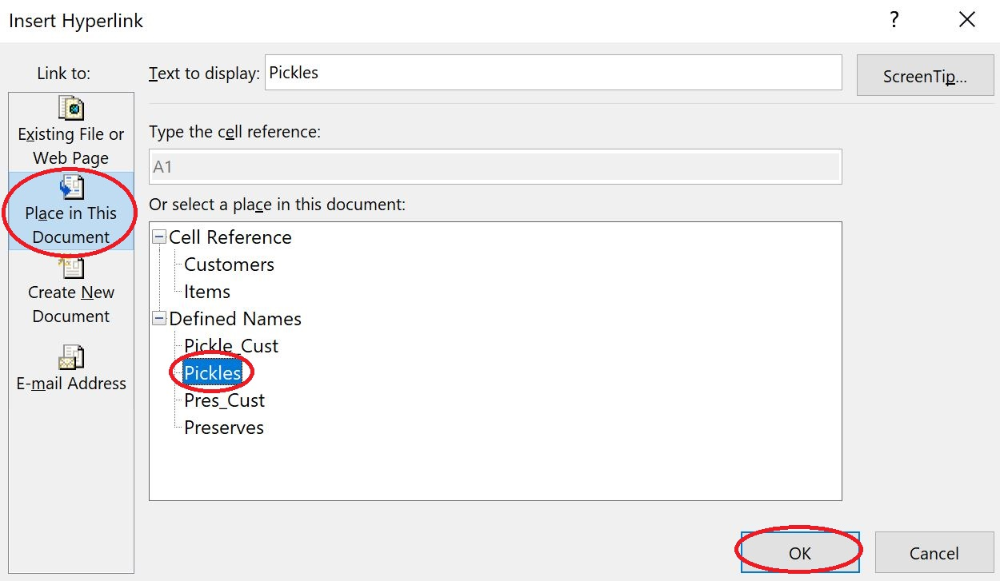 Insert Hyperlink
?
Link to:
Text to display:
Pickles
ScreenTip...
Existing File or
Web Page
Place in This
Document
Create New
Document
E-mail Address
Type the cell reference:
A1
Or select a place in this document:
Cell Reference
Customers
Items
Defined Names
Pickle_Cust
Pickles
Pres_Cust
Preserves
OK
Cancel